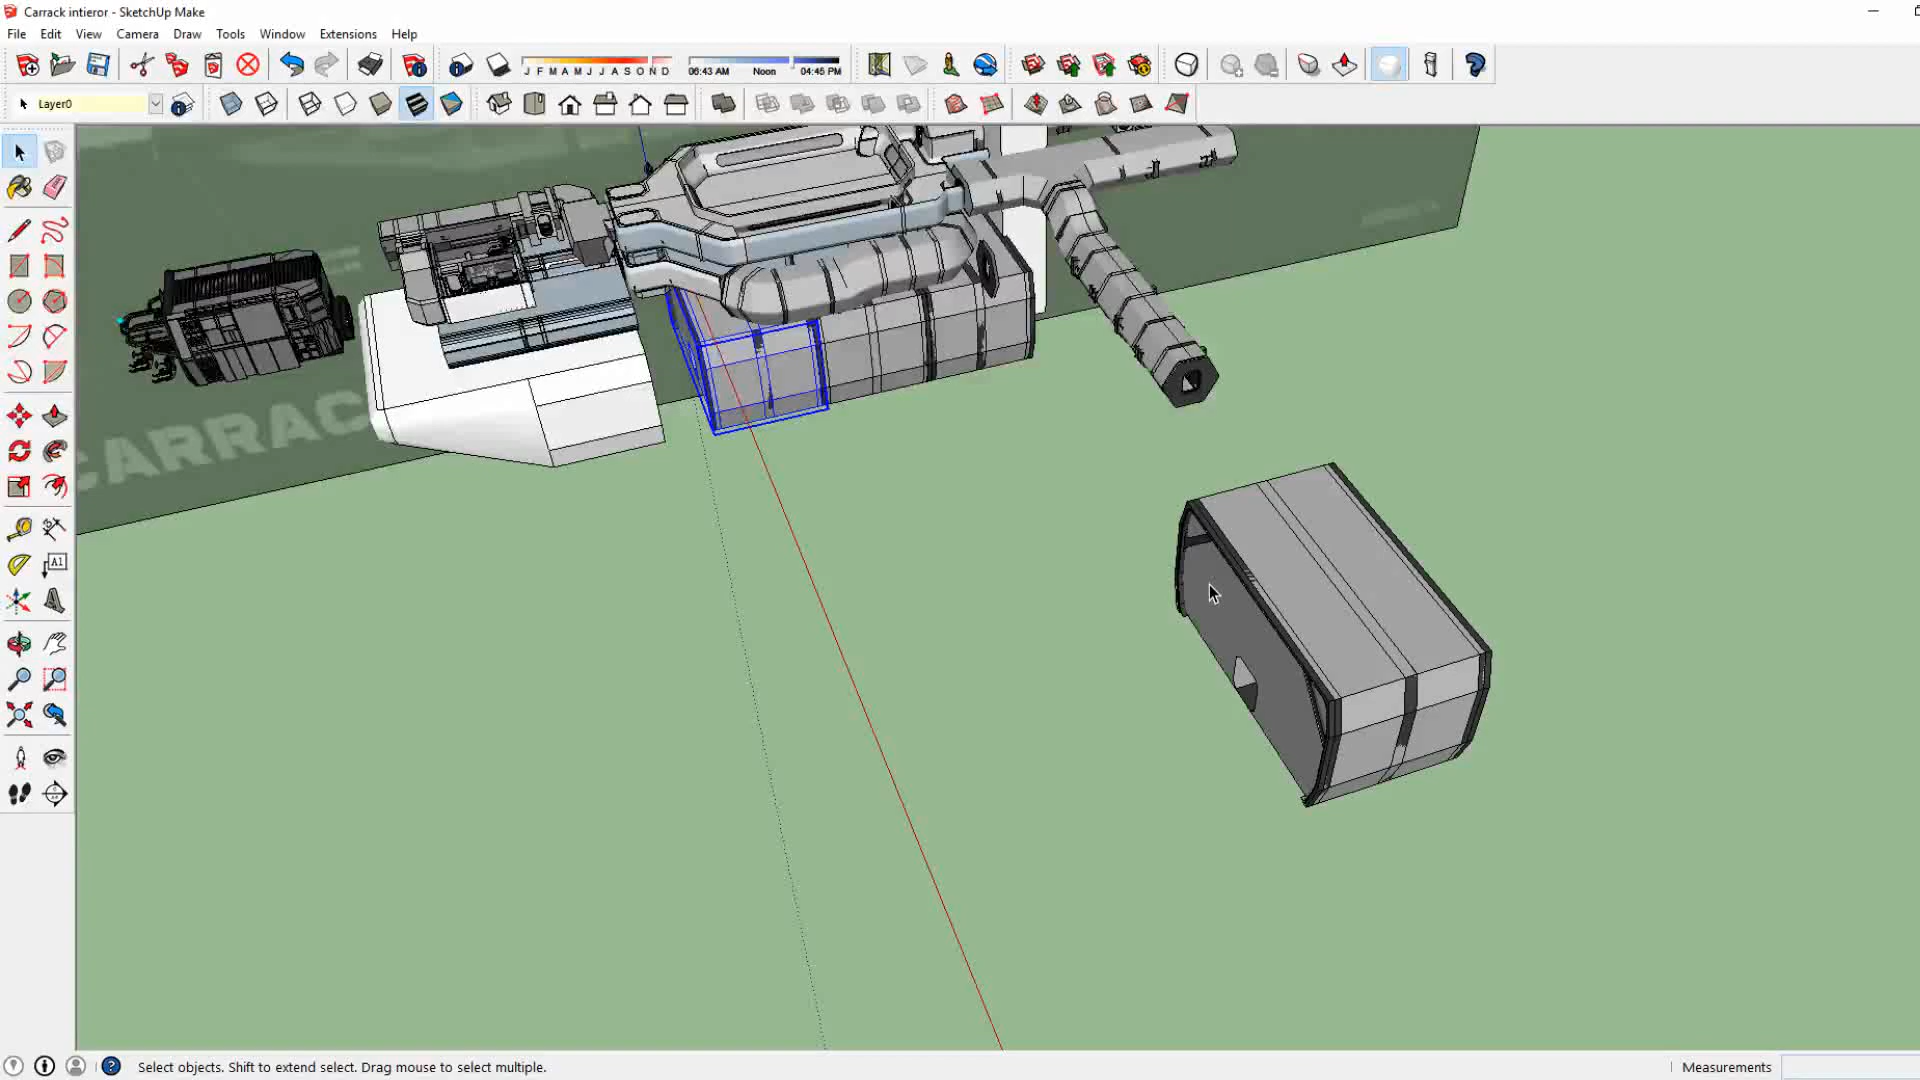 Carrack intieror - SketchUp Make
File Edit View Camera Draw Tools Window Extensions Help
J F M A M J J A S O N D
06:43 AM Noon 04:45 PM
Layer0
A1
CARRAC
Select objects. Shift to extend select. Drag mouse to select multiple.
Measurements